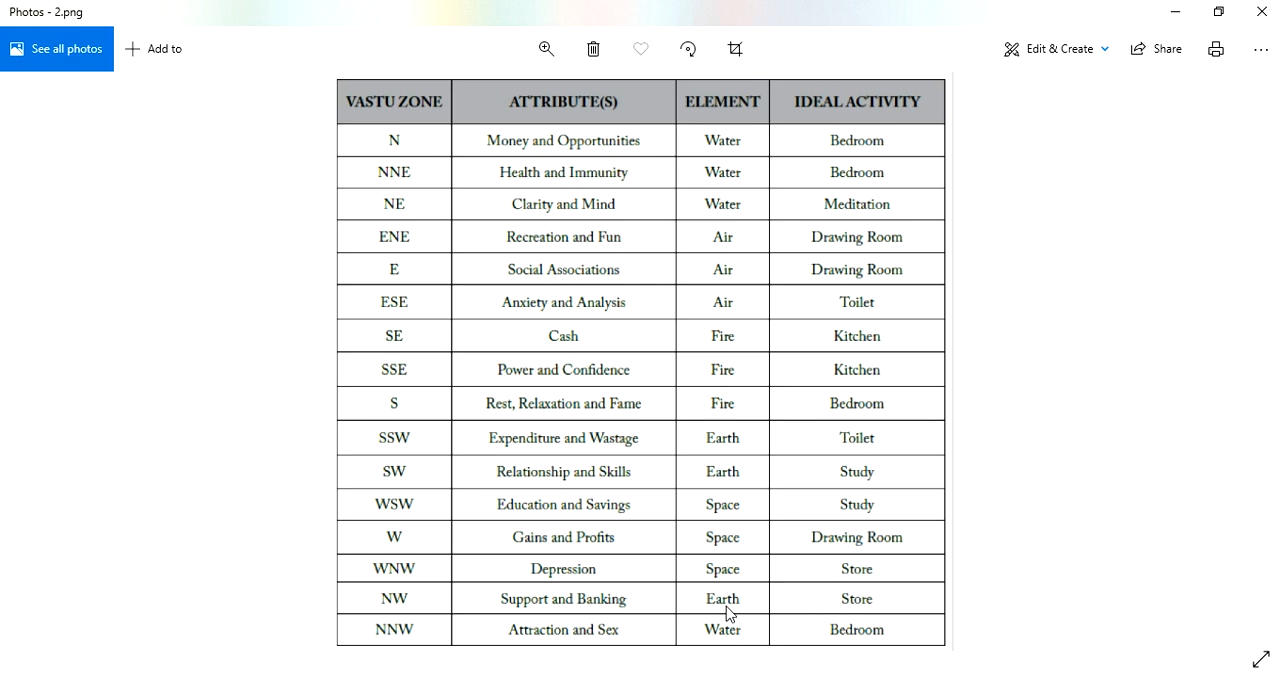 Photos - 2.png
See all photos
Add to
Edit & Create
Share
VASTU ZONE ATTRIBUTE(S) ELEMENT IDEAL ACTIVITY
N Money and Opportunities Water Bedroom
NNE Health and Immunity Water Bedroom
NE Clarity and Mind Water Meditation
ENE Recreation and Fun Air Drawing Room
E Social Associations Air Drawing Room
ESE Anxiety and Analysis Air Toilet
SE Cash Fire Kitchen
SSE Power and Confidence Fire Kitchen
S Rest, Relaxation and Fame Fire Bedroom
SSW Expenditure and Wastage Earth Toilet
SW Relationship and Skills Earth Study
WSW Education and Savings Space Study
W Gains and Profits Space Drawing Room
WNW Depression Space Store
NW Support and Banking Earth Store
NNW Attraction and Sex Water Bedroom